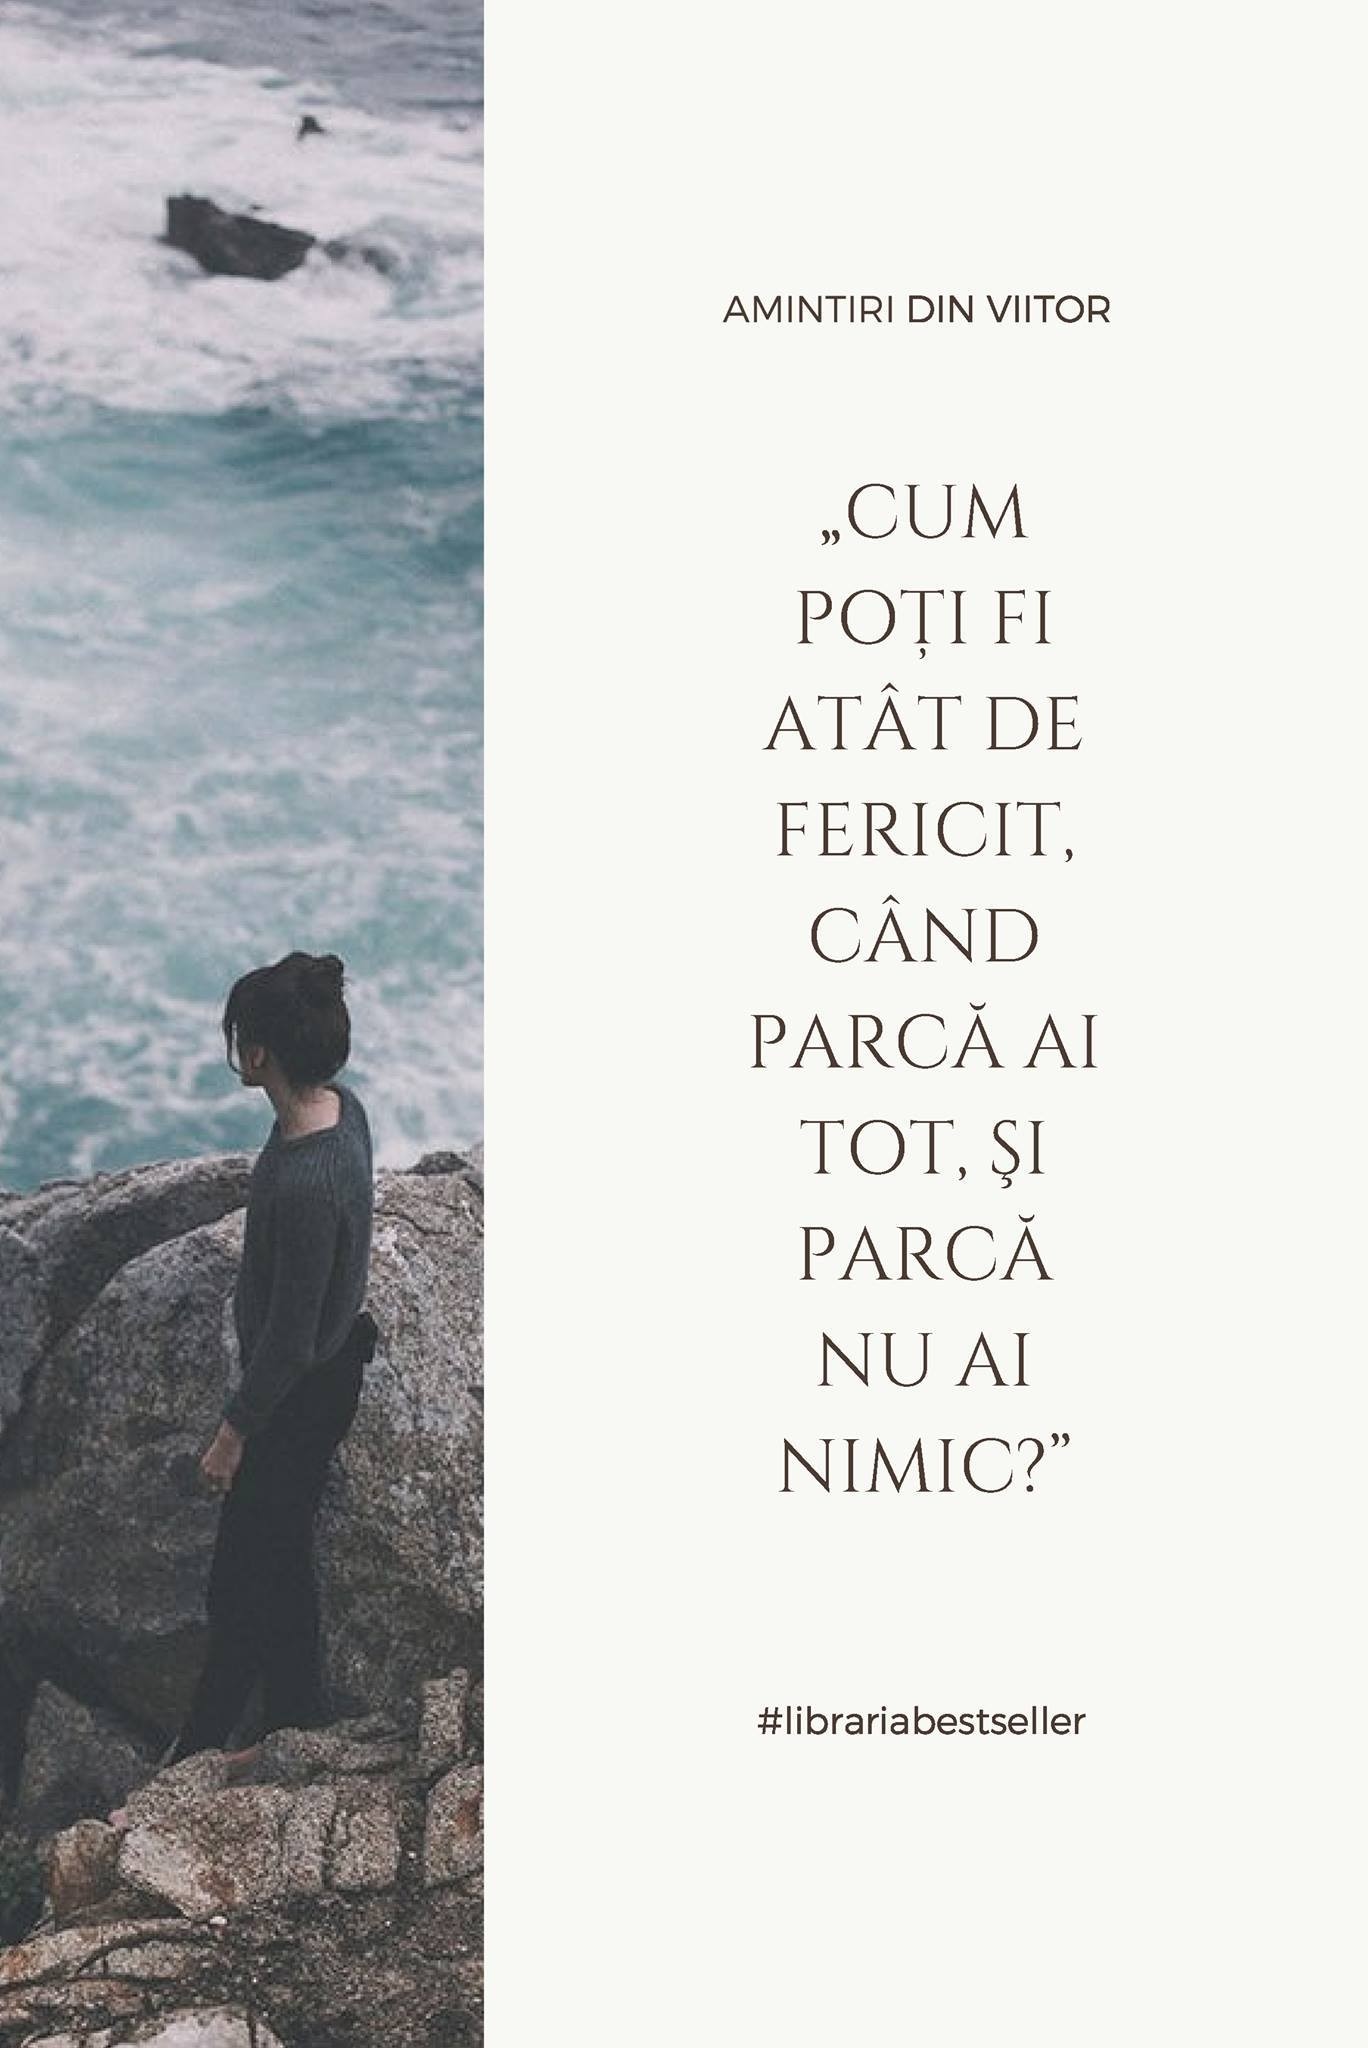 AMINTIRI DIN VIITOR
„CUM
POȚI FI
ATÂT DE
FERICIT,
CÂND
PARCĂ AI
TOT, ŞI
PARCĂ
NU AI
NIMIC?”
#librariabestseller